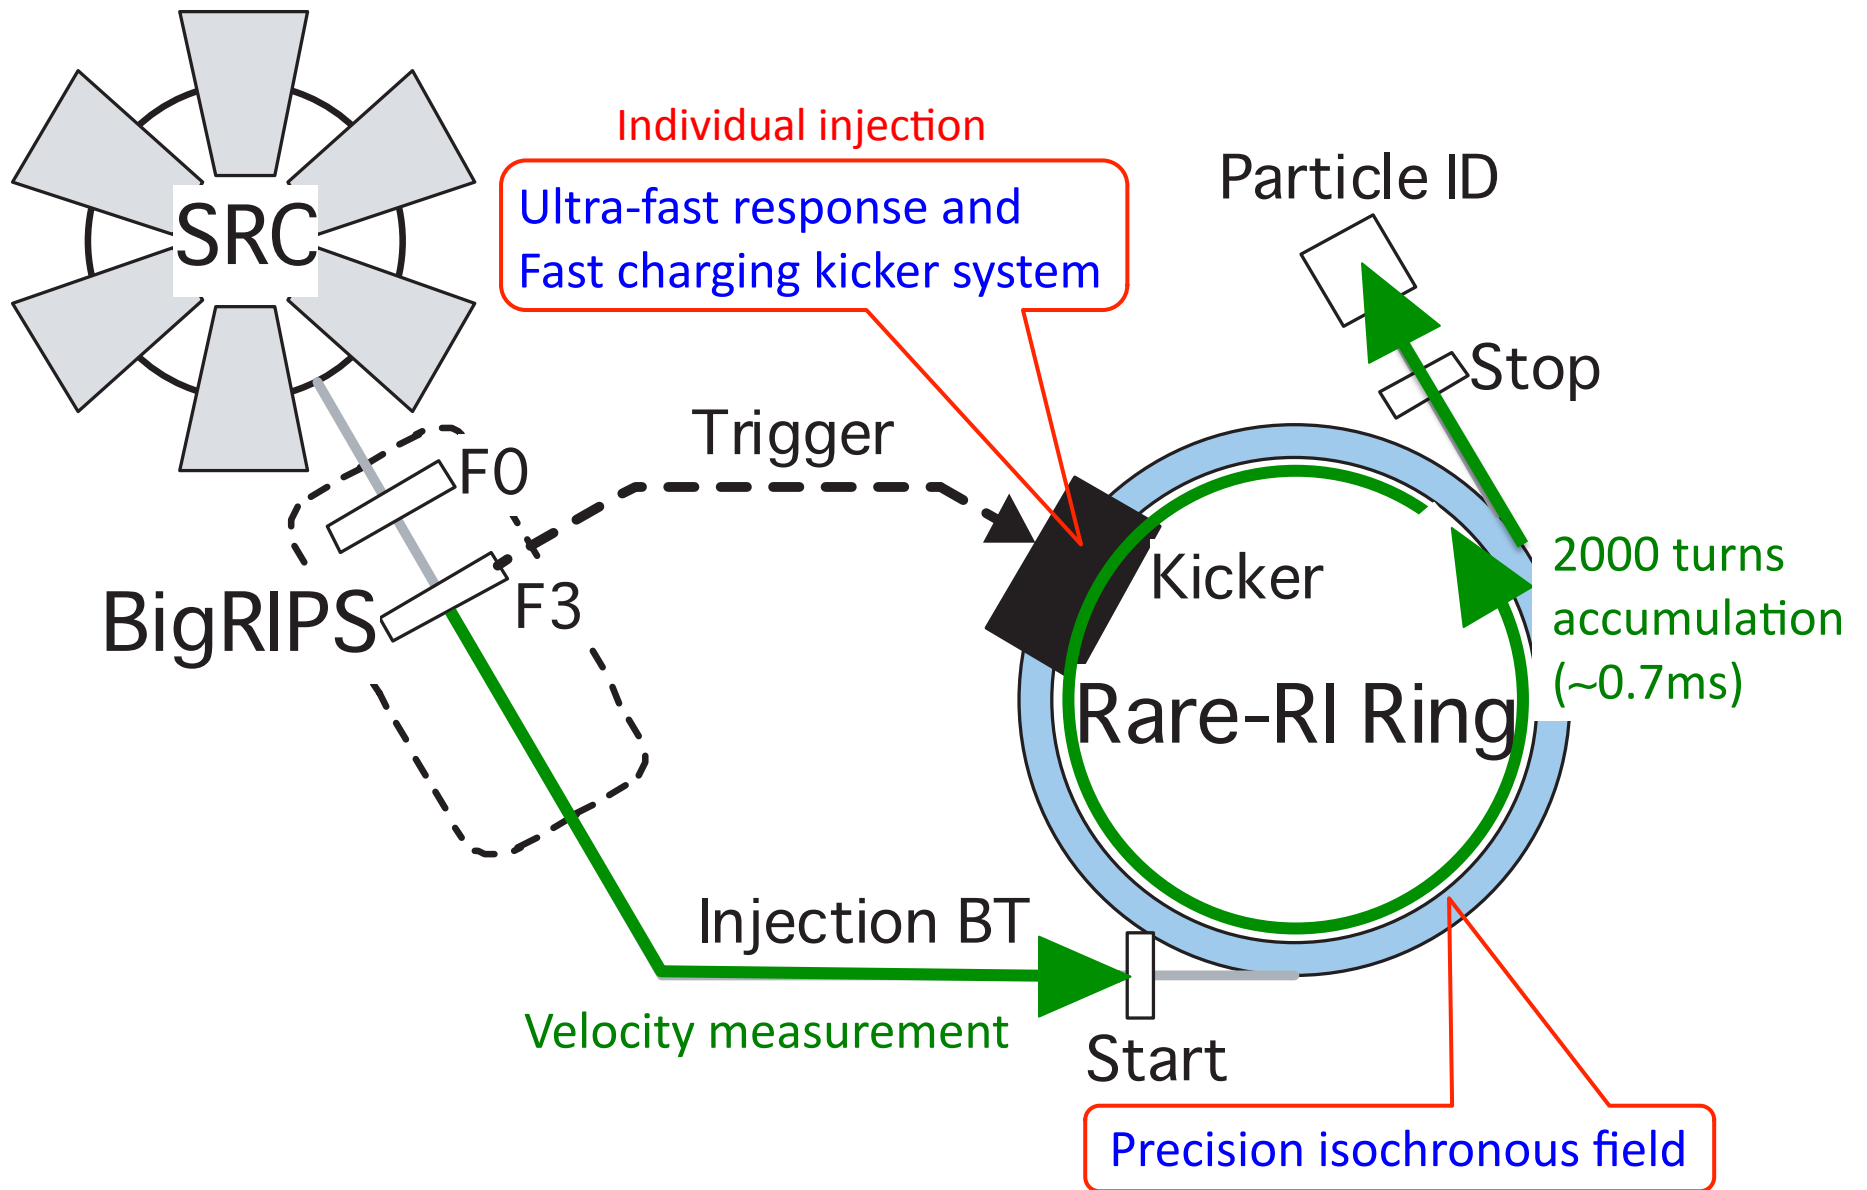 SRC
Individual injection
Ultra-fast response and
Fast charging kicker system
Particle ID
Stop
Trigger
F0
F3
BigRIPS
Kicker
2000 turns
accumulation
(~0.7ms)
Rare-RI Ring
Injection BT
Velocity measurement
Start
Precision isochronous field